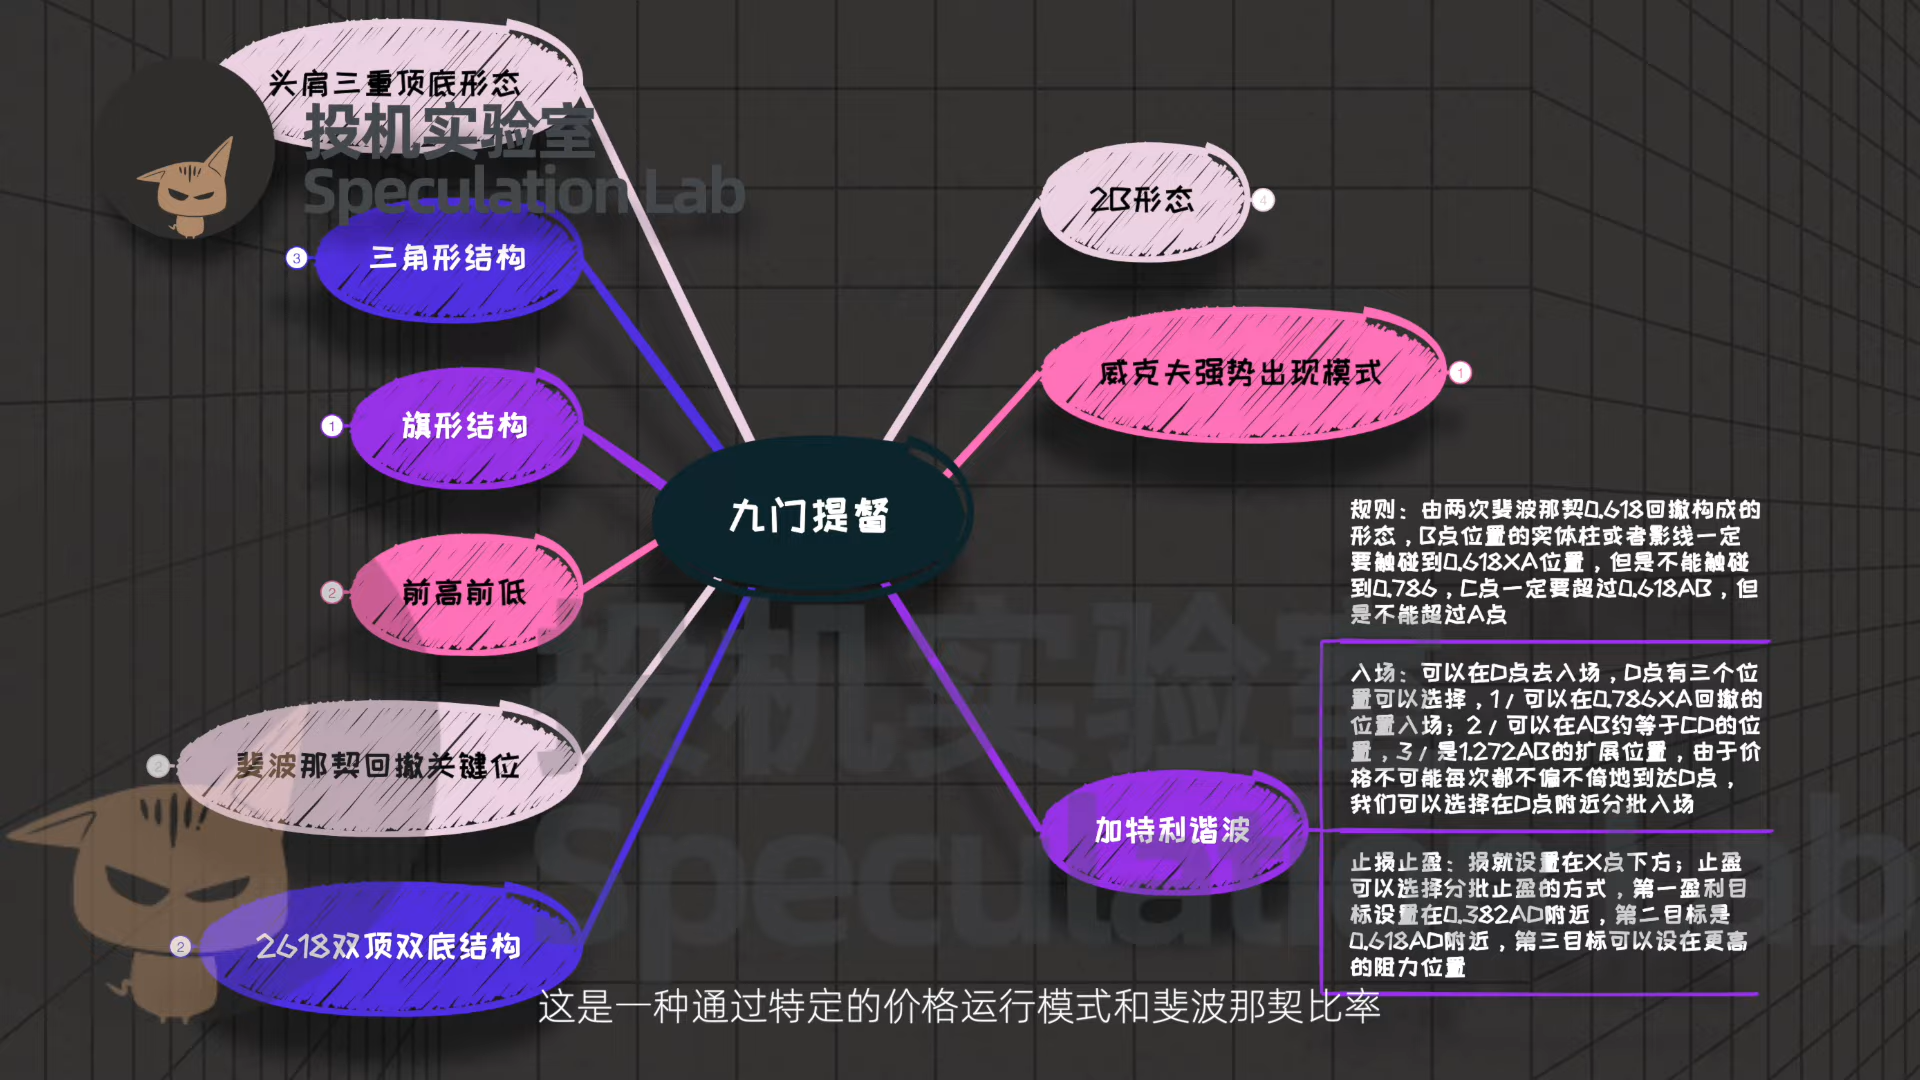 头肩三重顶底形态
投机实验室
Speculation Lab
三角形结构
3
旗形结构
1
前高前低
2
斐波那契回撤关键位
2
2618双顶双底结构
2
九门提督
2B形态
4
威克夫强势出现模式
1
加特利谐波
规则：由两次斐波那契0.618回撤构成的
形态，B点位置的实体柱或者影线一定
要触碰到0.618XA位置，但是不能触碰
到0.786，C点一定要超过0.618AB，但
是不能超过A点
入场：可以在D点去入场，D点有三个位
置可以选择，1/可以在0.786XA回撤的
位置入场；2/可以在AB约等于CD的位
置，3/是1.272AB的扩展位置，由于价
格不可能每次都不偏不倚地到达D点，
我们可以选择在D点附近分批入场
止损止盈：损就设置在X点下方；止盈
可以选择分批止盈的方式，第一盈利目
标设置在0.382AD附近，第二目标是
0.618AD附近，第三目标可以设在更高
的阻力位置
投机实验室
Speculation Lab
这是一种通过特定的价格运行模式和斐波那契比率